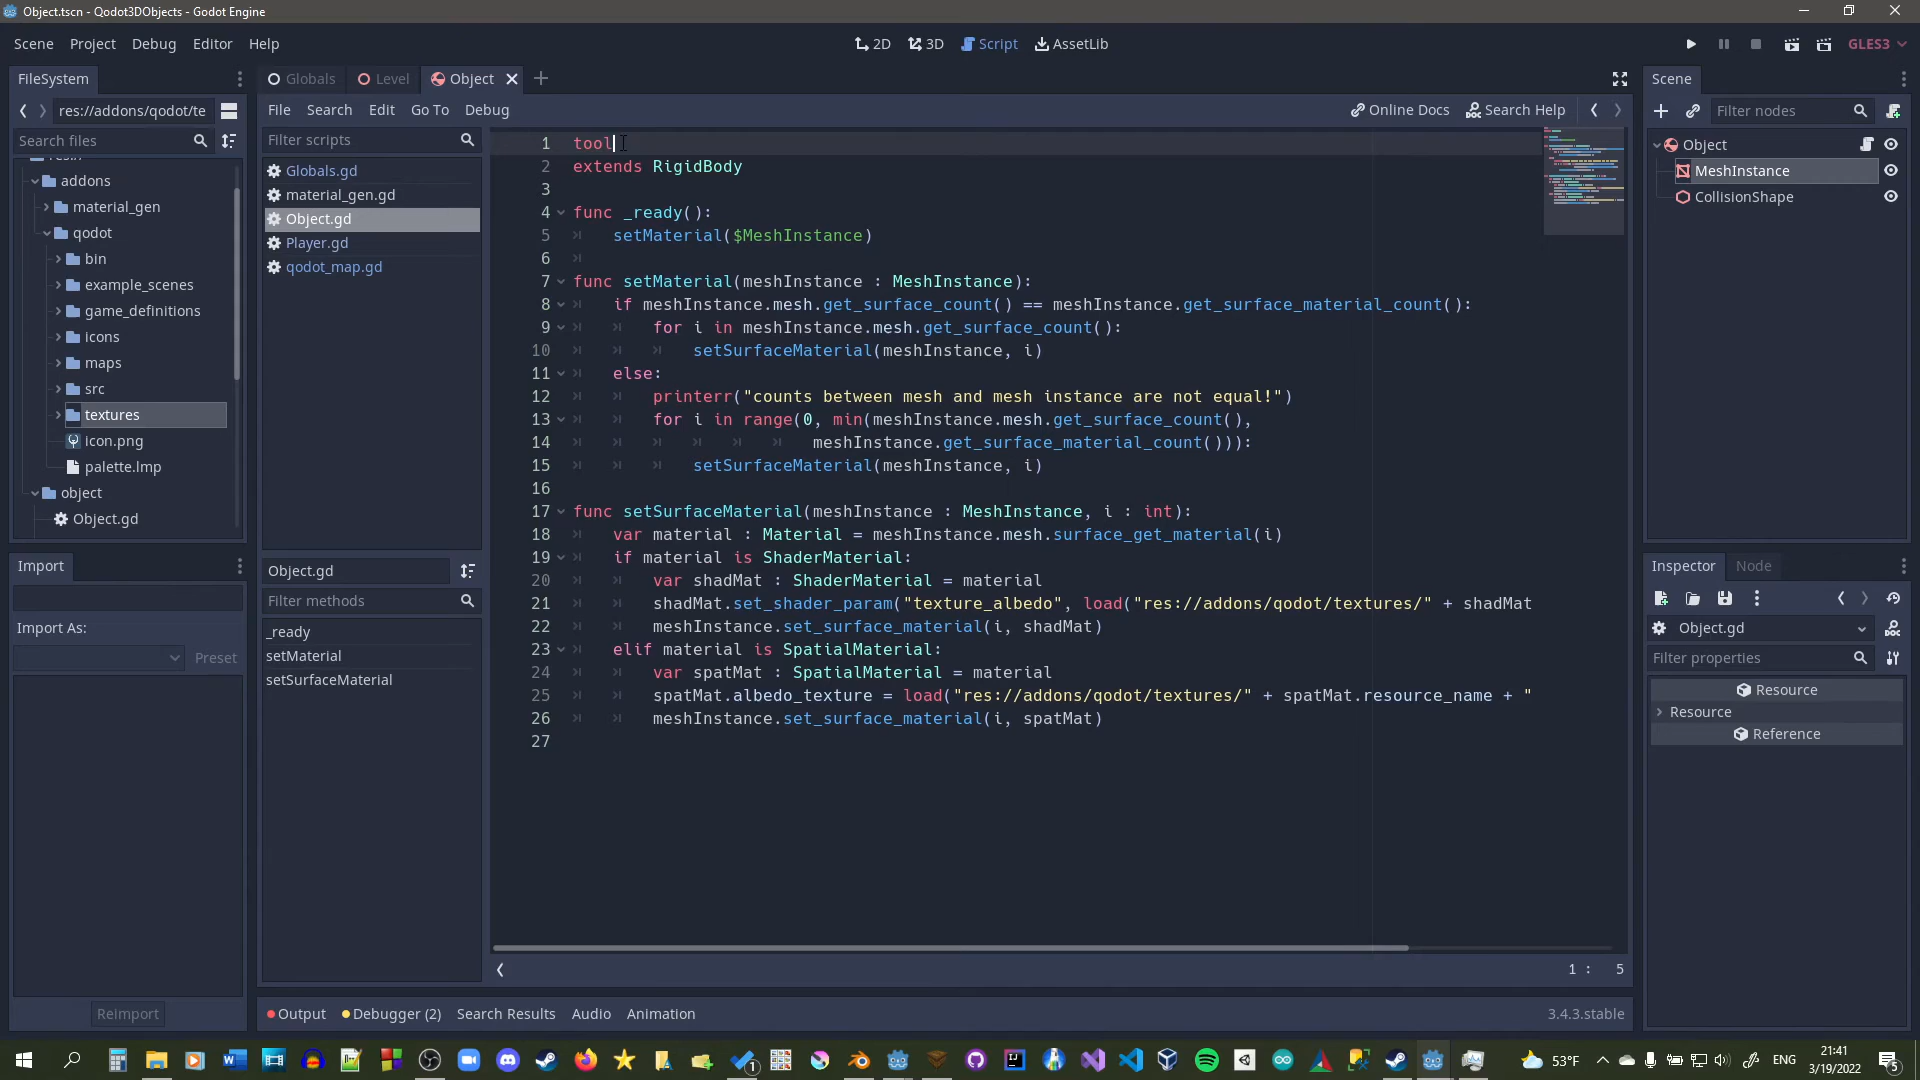 Object.tscn - Qodot3DObjects - Godot Engine
Scene Project Debug Editor Help
2D 3D Script AssetLib
GLES3
FileSystem
res://addons/qodot/te
Search files
addons
material_gen
qodot
bin
example_scenes
game_definitions
icons
maps
src
textures
icon.png
palette.lmp
object
Object.gd
Import
Import As:
Preset
Reimport
Globals Level Object
File Search Edit Go To Debug
Online Docs Search Help
Filter scripts
Globals.gd
material_gen.gd
Object.gd
Player.gd
qodot_map.gd
Object.gd
Filter methods
_ready
setMaterial
setSurfaceMaterial
1 tool
2 extends RigidBody
3
4 func _ready():
5 setMaterial($MeshInstance)
6
7 func setMaterial(meshInstance : MeshInstance):
8 if meshInstance.mesh.get_surface_count() == meshInstance.get_surface_material_count():
9 for i in meshInstance.mesh.get_surface_count():
10 setSurfaceMaterial(meshInstance, i)
11 else:
12 printerr("counts between mesh and mesh instance are not equal!")
13 for i in range(0, min(meshInstance.mesh.get_surface_count(),
14 meshInstance.get_surface_material_count())):
15 setSurfaceMaterial(meshInstance, i)
16
17 func setSurfaceMaterial(meshInstance : MeshInstance, i : int):
18 var material : Material = meshInstance.mesh.surface_get_material(i)
19 if material is ShaderMaterial:
20 var shadMat : ShaderMaterial = material
21 shadMat.set_shader_param("texture_albedo", load("res://addons/qodot/textures/" + shadMat
22 meshInstance.set_surface_material(i, shadMat)
23 elif material is SpatialMaterial:
24 var spatMat : SpatialMaterial = material
25 spatMat.albedo_texture = load("res://addons/qodot/textures/" + spatMat.resource_name + "
26 meshInstance.set_surface_material(i, spatMat)
27
1 : 5
Output Debugger (2) Search Results Audio Animation
3.4.3.stable
Scene
Filter nodes
Object
MeshInstance
CollisionShape
Inspector Node
Object.gd
Filter properties
Resource
Resource
Reference
53°F
ENG
21:41
3/19/2022